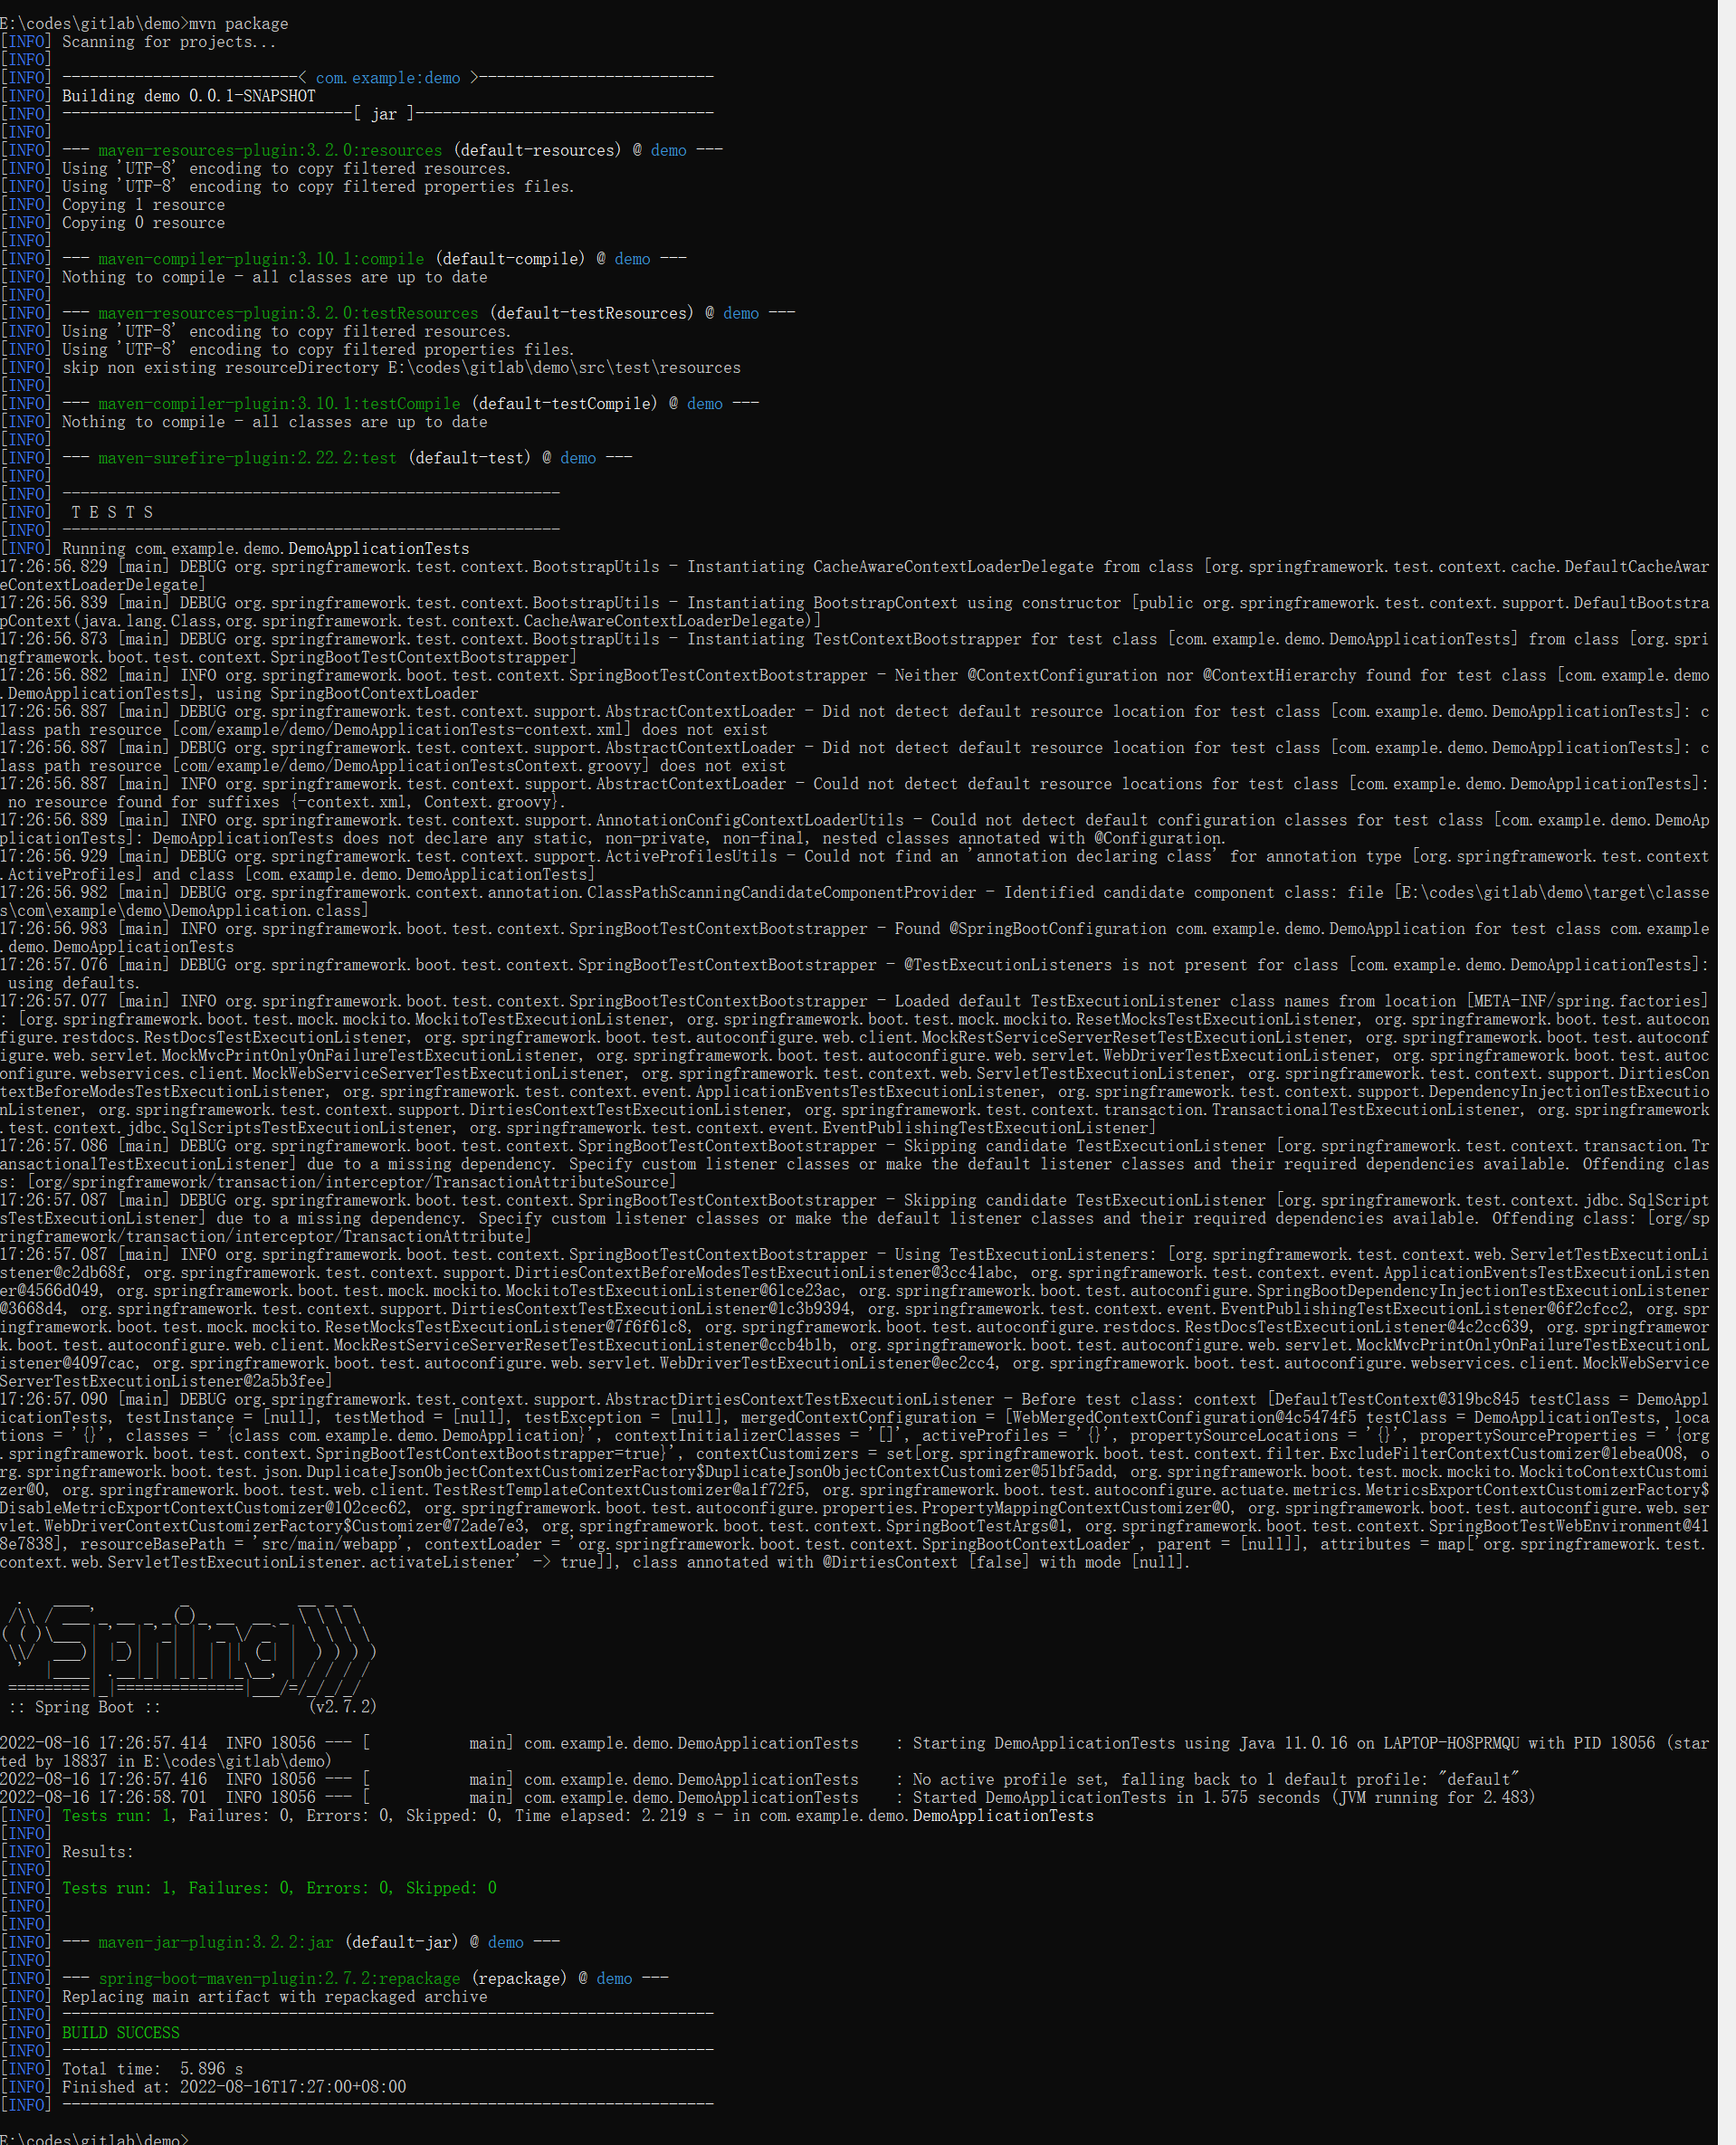 E:\codes\gitlab\demo>mvn package
[INFO] Scanning for projects...
[INFO]
[INFO] --------------------------< com.example:demo >--------------------------
[INFO] Building demo 0.0.1-SNAPSHOT
[INFO] --------------------------------[ jar ]---------------------------------
[INFO]
[INFO] --- maven-resources-plugin:3.2.0:resources (default-resources) @ demo ---
[INFO] Using 'UTF-8' encoding to copy filtered resources.
[INFO] Using 'UTF-8' encoding to copy filtered properties files.
[INFO] Copying 1 resource
[INFO] Copying 0 resource
[INFO]
[INFO] --- maven-compiler-plugin:3.10.1:compile (default-compile) @ demo ---
[INFO] Nothing to compile - all classes are up to date
[INFO]
[INFO] --- maven-resources-plugin:3.2.0:testResources (default-testResources) @ demo ---
[INFO] Using 'UTF-8' encoding to copy filtered resources.
[INFO] Using 'UTF-8' encoding to copy filtered properties files.
[INFO] skip non existing resourceDirectory E:\codes\gitlab\demo\src\test\resources
[INFO]
[INFO] --- maven-compiler-plugin:3.10.1:testCompile (default-testCompile) @ demo ---
[INFO] Nothing to compile - all classes are up to date
[INFO]
[INFO] --- maven-surefire-plugin:2.22.2:test (default-test) @ demo ---
[INFO]
[INFO] -------------------------------------------------------
[INFO]  T E S T S
[INFO] -------------------------------------------------------
[INFO] Running com.example.demo.DemoApplicationTests
17:26:56.829 [main] DEBUG org.springframework.test.context.BootstrapUtils - Instantiating CacheAwareContextLoaderDelegate from class [org.springframework.test.context.cache.DefaultCacheAwar
eContextLoaderDelegate]
17:26:56.839 [main] DEBUG org.springframework.test.context.BootstrapUtils - Instantiating BootstrapContext using constructor [public org.springframework.test.context.support.DefaultBootstra
pContext(java.lang.Class,org.springframework.test.context.CacheAwareContextLoaderDelegate)]
17:26:56.873 [main] DEBUG org.springframework.test.context.BootstrapUtils - Instantiating TestContextBootstrapper for test class [com.example.demo.DemoApplicationTests] from class [org.spri
ngframework.boot.test.context.SpringBootTestContextBootstrapper]
17:26:56.882 [main] INFO org.springframework.boot.test.context.SpringBootTestContextBootstrapper - Neither @ContextConfiguration nor @ContextHierarchy found for test class [com.example.demo
.DemoApplicationTests], using SpringBootContextLoader
17:26:56.887 [main] DEBUG org.springframework.test.context.support.AbstractContextLoader - Did not detect default resource location for test class [com.example.demo.DemoApplicationTests]: c
lass path resource [com/example/demo/DemoApplicationTests-context.xml] does not exist
17:26:56.887 [main] DEBUG org.springframework.test.context.support.AbstractContextLoader - Did not detect default resource location for test class [com.example.demo.DemoApplicationTests]: c
lass path resource [com/example/demo/DemoApplicationTestsContext.groovy] does not exist
17:26:56.887 [main] INFO org.springframework.test.context.support.AbstractContextLoader - Could not detect default resource locations for test class [com.example.demo.DemoApplicationTests]:
 no resource found for suffixes {-context.xml, Context.groovy}.
17:26:56.889 [main] INFO org.springframework.test.context.support.AnnotationConfigContextLoaderUtils - Could not detect default configuration classes for test class [com.example.demo.DemoAp
plicationTests]: DemoApplicationTests does not declare any static, non-private, non-final, nested classes annotated with @Configuration.
17:26:56.929 [main] DEBUG org.springframework.test.context.support.ActiveProfilesUtils - Could not find an 'annotation declaring class' for annotation type [org.springframework.test.context
.ActiveProfiles] and class [com.example.demo.DemoApplicationTests]
17:26:56.982 [main] DEBUG org.springframework.context.annotation.ClassPathScanningCandidateComponentProvider - Identified candidate component class: file [E:\codes\gitlab\demo\target\classe
s\com\example\demo\DemoApplication.class]
17:26:56.983 [main] INFO org.springframework.boot.test.context.SpringBootTestContextBootstrapper - Found @SpringBootConfiguration com.example.demo.DemoApplication for test class com.example
.demo.DemoApplicationTests
17:26:57.076 [main] DEBUG org.springframework.boot.test.context.SpringBootTestContextBootstrapper - @TestExecutionListeners is not present for class [com.example.demo.DemoApplicationTests]:
 using defaults.
17:26:57.077 [main] INFO org.springframework.boot.test.context.SpringBootTestContextBootstrapper - Loaded default TestExecutionListener class names from location [META-INF/spring.factories]
: [org.springframework.boot.test.mock.mockito.MockitoTestExecutionListener, org.springframework.boot.test.mock.mockito.ResetMocksTestExecutionListener, org.springframework.boot.test.autocon
figure.restdocs.RestDocsTestExecutionListener, org.springframework.boot.test.autoconfigure.web.client.MockRestServiceServerResetTestExecutionListener, org.springframework.boot.test.autoconf
igure.web.servlet.MockMvcPrintOnlyOnFailureTestExecutionListener, org.springframework.boot.test.autoconfigure.web.servlet.WebDriverTestExecutionListener, org.springframework.boot.test.autoc
onfigure.webservices.client.MockWebServiceServerTestExecutionListener, org.springframework.test.context.web.ServletTestExecutionListener, org.springframework.test.context.support.DirtiesCon
textBeforeModesTestExecutionListener, org.springframework.test.context.event.ApplicationEventsTestExecutionListener, org.springframework.test.context.support.DependencyInjectionTestExecutio
nListener, org.springframework.test.context.support.DirtiesContextTestExecutionListener, org.springframework.test.context.transaction.TransactionalTestExecutionListener, org.springframework
.test.context.jdbc.SqlScriptsTestExecutionListener, org.springframework.test.context.event.EventPublishingTestExecutionListener]
17:26:57.086 [main] DEBUG org.springframework.boot.test.context.SpringBootTestContextBootstrapper - Skipping candidate TestExecutionListener [org.springframework.test.context.transaction.Tr
ansactionalTestExecutionListener] due to a missing dependency. Specify custom listener classes or make the default listener classes and their required dependencies available. Offending clas
s: [org/springframework/transaction/interceptor/TransactionAttributeSource]
17:26:57.087 [main] DEBUG org.springframework.boot.test.context.SpringBootTestContextBootstrapper - Skipping candidate TestExecutionListener [org.springframework.test.context.jdbc.SqlScript
sTestExecutionListener] due to a missing dependency. Specify custom listener classes or make the default listener classes and their required dependencies available. Offending class: [org/sp
ringframework/transaction/interceptor/TransactionAttribute]
17:26:57.087 [main] INFO org.springframework.boot.test.context.SpringBootTestContextBootstrapper - Using TestExecutionListeners: [org.springframework.test.context.web.ServletTestExecutionLi
stener@c2db68f, org.springframework.test.context.support.DirtiesContextBeforeModesTestExecutionListener@3cc41abc, org.springframework.test.context.event.ApplicationEventsTestExecutionListen
er@4566d049, org.springframework.boot.test.mock.mockito.MockitoTestExecutionListener@61ce23ac, org.springframework.boot.test.autoconfigure.SpringBootDependencyInjectionTestExecutionListener
@3668d4, org.springframework.test.context.support.DirtiesContextTestExecutionListener@1c3b9394, org.springframework.test.context.event.EventPublishingTestExecutionListener@6f2cfcc2, org.spr
ingframework.boot.test.mock.mockito.ResetMocksTestExecutionListener@7f6f61c8, org.springframework.boot.test.autoconfigure.restdocs.RestDocsTestExecutionListener@4c2cc639, org.springframewor
k.boot.test.autoconfigure.web.client.MockRestServiceServerResetTestExecutionListener@ccb4b1b, org.springframework.boot.test.autoconfigure.web.servlet.MockMvcPrintOnlyOnFailureTestExecutionL
istener@4097cac, org.springframework.boot.test.autoconfigure.web.servlet.WebDriverTestExecutionListener@ec2cc4, org.springframework.boot.test.autoconfigure.webservices.client.MockWebService
ServerTestExecutionListener@2a5b3fee]
17:26:57.090 [main] DEBUG org.springframework.test.context.support.AbstractDirtiesContextTestExecutionListener - Before test class: context [DefaultTestContext@319bc845 testClass = DemoAppl
icationTests, testInstance = [null], testMethod = [null], testException = [null], mergedContextConfiguration = [WebMergedContextConfiguration@4c5474f5 testClass = DemoApplicationTests, loca
tions = '{}', classes = '{class com.example.demo.DemoApplication}', contextInitializerClasses = '[]', activeProfiles = '{}', propertySourceLocations = '{}', propertySourceProperties = '{org
.springframework.boot.test.context.SpringBootTestContextBootstrapper=true}', contextCustomizers = set[org.springframework.boot.test.context.filter.ExcludeFilterContextCustomizer@1ebea008, o
rg.springframework.boot.test.json.DuplicateJsonObjectContextCustomizerFactory$DuplicateJsonObjectContextCustomizer@51bf5add, org.springframework.boot.test.mock.mockito.MockitoContextCustomi
zer@0, org.springframework.boot.test.web.client.TestRestTemplateContextCustomizer@a1f72f5, org.springframework.boot.test.autoconfigure.actuate.metrics.MetricsExportContextCustomizerFactory$
DisableMetricExportContextCustomizer@102cec62, org.springframework.boot.test.autoconfigure.properties.PropertyMappingContextCustomizer@0, org.springframework.boot.test.autoconfigure.web.ser
vlet.WebDriverContextCustomizerFactory$Customizer@72ade7e3, org.springframework.boot.test.context.SpringBootTestArgs@1, org.springframework.boot.test.context.SpringBootTestWebEnvironment@41
8e7838], resourceBasePath = 'src/main/webapp', contextLoader = 'org.springframework.boot.test.context.SpringBootContextLoader', parent = [null]], attributes = map['org.springframework.test.
context.web.ServletTestExecutionListener.activateListener' -> true]], class annotated with @DirtiesContext [false] with mode [null].
Spring
:: Spring Boot ::                (v2.7.2)
2022-08-16 17:26:57.414  INFO 18056 --- [           main] com.example.demo.DemoApplicationTests    : Starting DemoApplicationTests using Java 11.0.16 on LAPTOP-HO8PRMQU with PID 18056 (star
ted by 18837 in E:\codes\gitlab\demo)
2022-08-16 17:26:57.416  INFO 18056 --- [           main] com.example.demo.DemoApplicationTests    : No active profile set, falling back to 1 default profile: "default"
2022-08-16 17:26:58.701  INFO 18056 --- [           main] com.example.demo.DemoApplicationTests    : Started DemoApplicationTests in 1.575 seconds (JVM running for 2.483)
[INFO] Tests run: 1, Failures: 0, Errors: 0, Skipped: 0, Time elapsed: 2.219 s - in com.example.demo.DemoApplicationTests
[INFO]
[INFO] Results:
[INFO]
[INFO] Tests run: 1, Failures: 0, Errors: 0, Skipped: 0
[INFO]
[INFO]
[INFO] --- maven-jar-plugin:3.2.2:jar (default-jar) @ demo ---
[INFO]
[INFO] --- spring-boot-maven-plugin:2.7.2:repackage (repackage) @ demo ---
[INFO] Replacing main artifact with repackaged archive
[INFO] ------------------------------------------------------------------------
[INFO] BUILD SUCCESS
[INFO] ------------------------------------------------------------------------
[INFO] Total time:  5.896 s
[INFO] Finished at: 2022-08-16T17:27:00+08:00
[INFO] ------------------------------------------------------------------------
E:\codes\gitlab\demo>